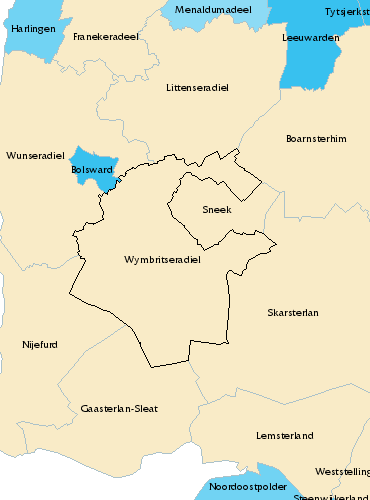 Menaldumadeel
Tytsjerkst
Harlingen
Franekeradeel
Leeuwarden
Littenseradiel
Boarnsterhim
Wunseradiel
Bolsward
Sneek
Wymbritseradiel
Skarsterlan
Nijefurd
Gaasterlan-Sleat
Lemsterland
Weststelling
Noordoostpolder
Steenwijkerland